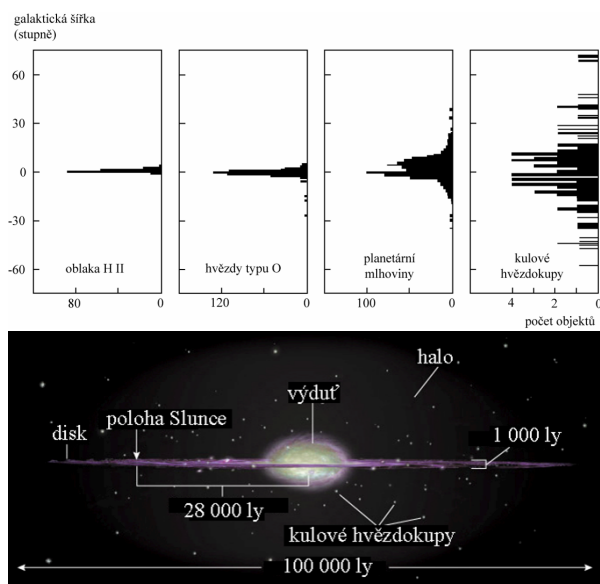 galaktická šířka
(stupně)
60
30
0
-30
-60
oblaka H II
hvězdy typu O
planetární
mlhoviny
kulové
hvězdokupy
80
0
120
0
100
0
4
2
0
počet objektů
halo
výduť
poloha Slunce
disk
1 000 ly
28 000 ly
kulové hvězdokupy
100 000 ly